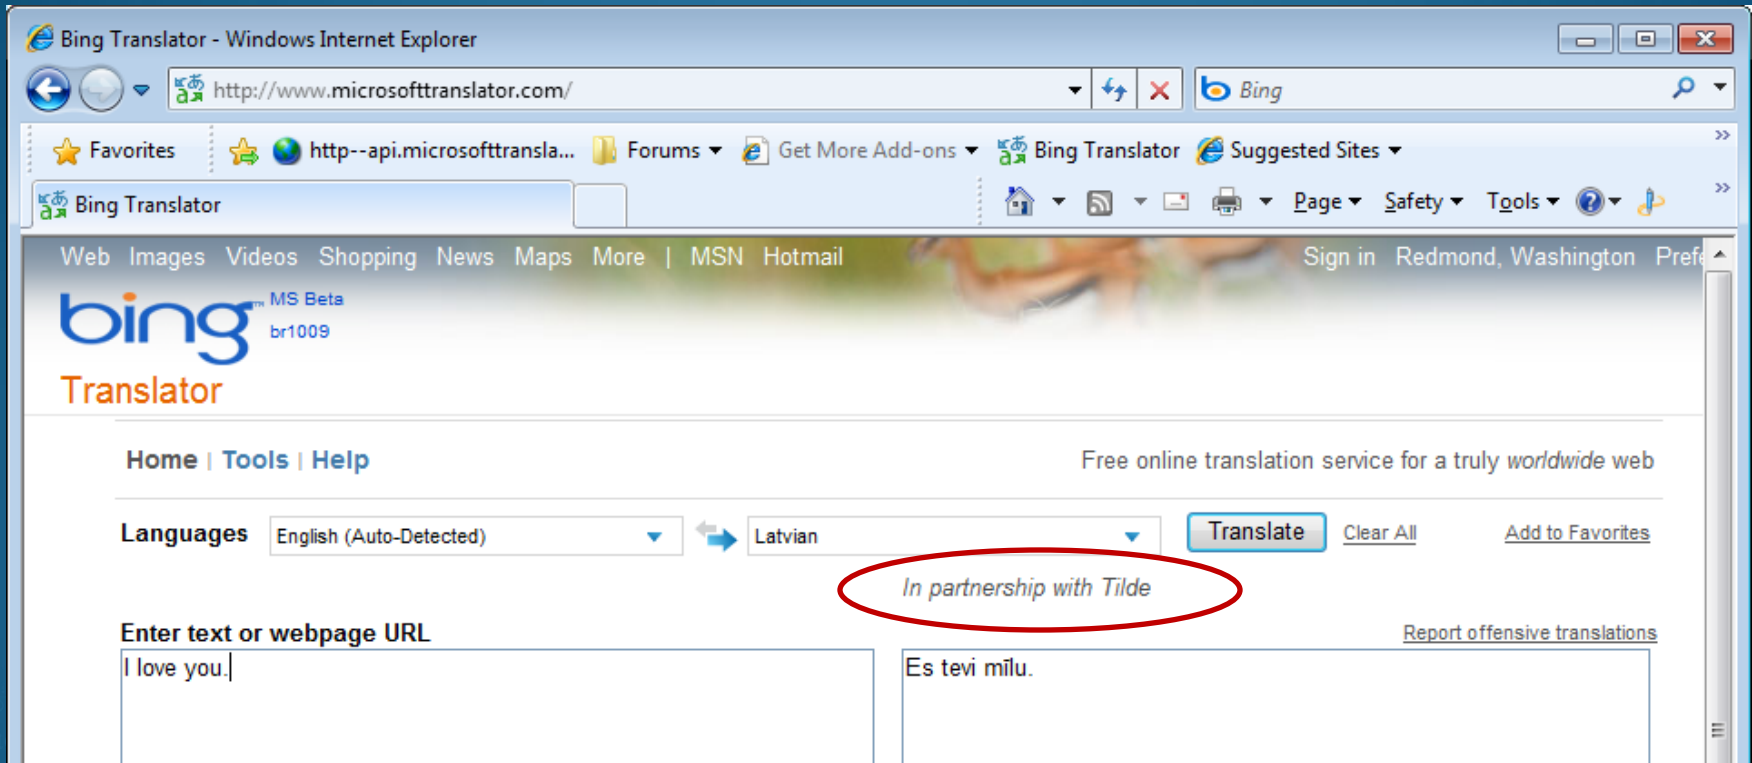 Bing Translator - Windows Internet Explorer
http://www.microsofttranslator.com/
Bing
Favorites
http--api.microsofttransla...
Forums
Get More Add-ons
Bing Translator
Suggested Sites
Bing Translator
Page
Safety
Tools
Web Images Videos Shopping News Maps More | MSN Hotmail
Sign in Redmond, Washington Prefe
bing™ MS Beta
br1009
Translator
Home | Tools | Help
Free online translation service for a truly worldwide web
Languages English (Auto-Detected) Latvian Translate Clear All Add to Favorites
In partnership with Tilde
Enter text or webpage URL
Report offensive translations
I love you.
Es tevi mīlu.